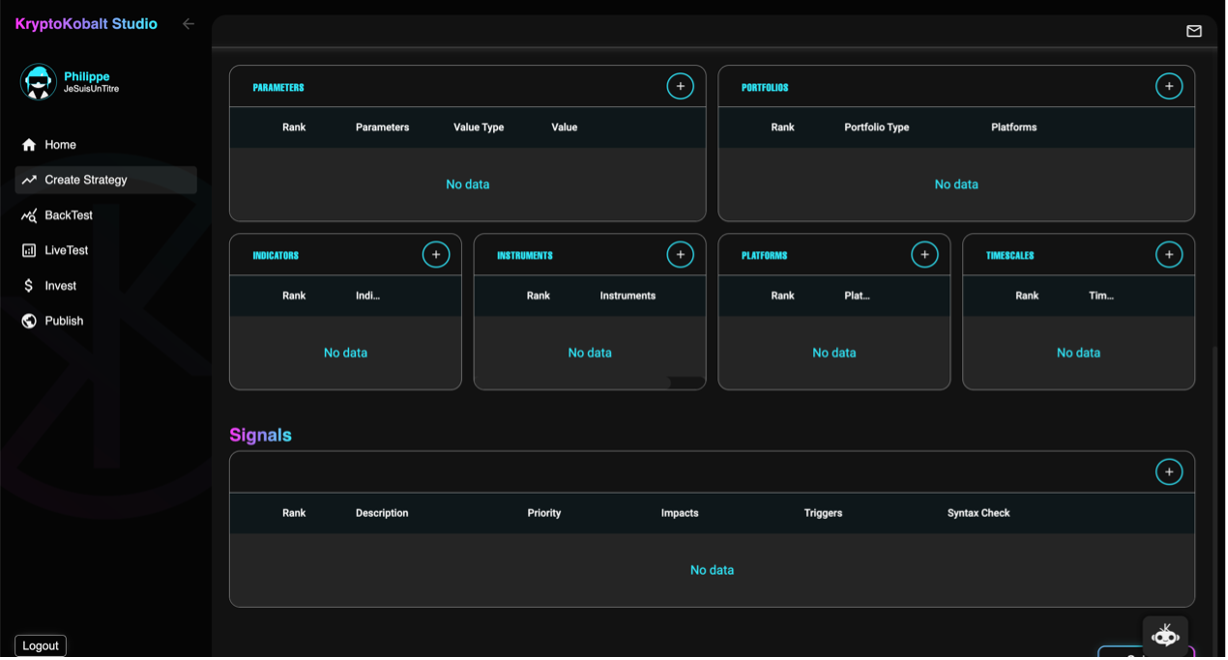 KryptoKobalt Studio
Philippe
JeSuisUnTitre
Home
Create Strategy
BackTest
LiveTest
Invest
Publish
Logout
PARAMETERS
Rank Parameters Value Type Value
No data
PORTFOLIOS
Rank Portfolio Type Platforms
No data
INDICATORS
Rank Indi...
No data
INSTRUMENTS
Rank Instruments
No data
PLATFORMS
Rank Plat...
No data
TIMESCALES
Rank Tim...
No data
Signals
Rank Description Priority Impacts Triggers Syntax Check
No data